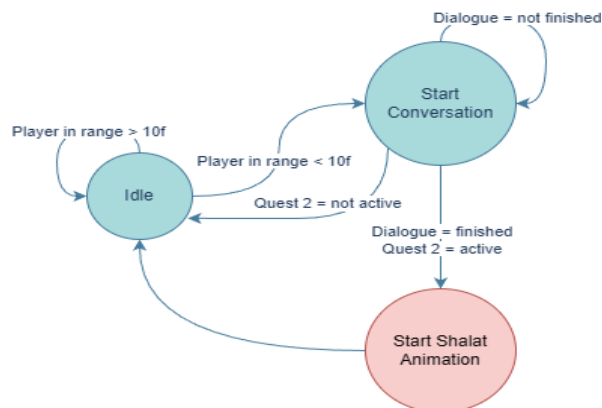 Dialogue = not finished
Start
Conversation
Player in range > 10f
Player in range < 10f
Idle
Quest 2 = not active
Dialogue = finished
Quest 2 = active
Start Shalat
Animation